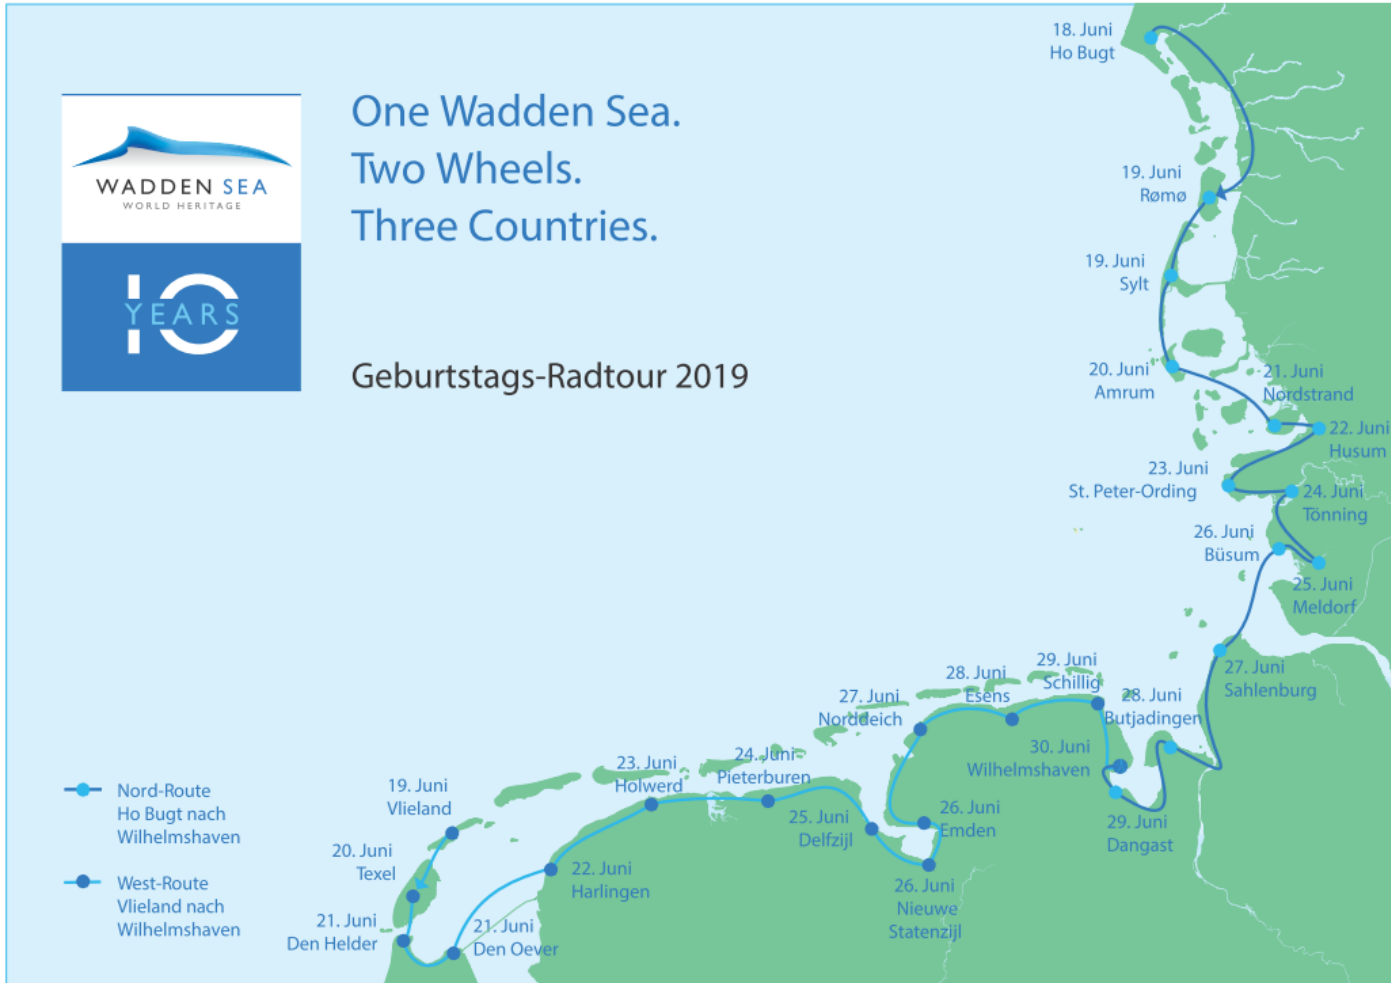 WADDEN SEA
WORLD HERITAGE
10
YEARS
One Wadden Sea.
Two Wheels.
Three Countries.
Geburtstags-Radtour 2019
18. Juni
Ho Bugt
19. Juni
Rømø
19. Juni
Sylt
20. Juni
Amrum
21. Juni
Nordstrand
22. Juni
Husum
23. Juni
St. Peter-Ording
24. Juni
Tönning
26. Juni
Büsum
25. Juni
Meldorf
27. Juni
Sahlenburg
28. Juni
Butjadingen
29. Juni
Schillig
28. Juni
Esens
27. Juni
Norddeich
30. Juni
Wilhelmshaven
29. Juni
Dangast
26. Juni
Emden
26. Juni
Nieuwe
Statenzijl
25. Juni
Delfzijl
24. Juni
Pieterburen
23. Juni
Holwerd
22. Juni
Harlingen
19. Juni
Vlieland
20. Juni
Texel
21. Juni
Den Helder
21. Juni
Den Oever
Nord-Route
Ho Bugt nach
Wilhelmshaven
West-Route
Vlieland nach
Wilhelmshaven